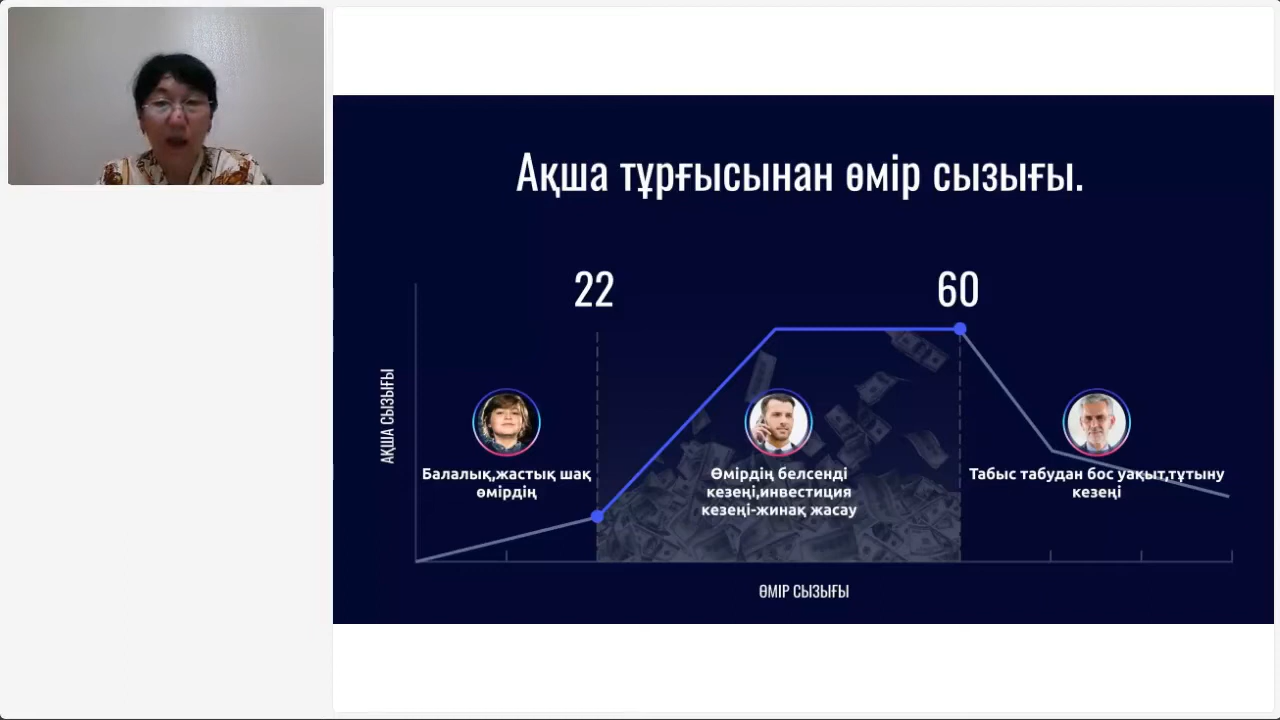 Ақша тұрғысынан өмір сызығы.
22
60
АҚША СЫЗЫҒЫ
Балалық,жастық шақ
өмірдің
Өмірдің белсенді
кезеңі,инвестиция
кезеңі-жинақ жасау
Табыс табудан бос уақыт,тұтыну
кезеңі
ӨМІР СЫЗЫҒЫ